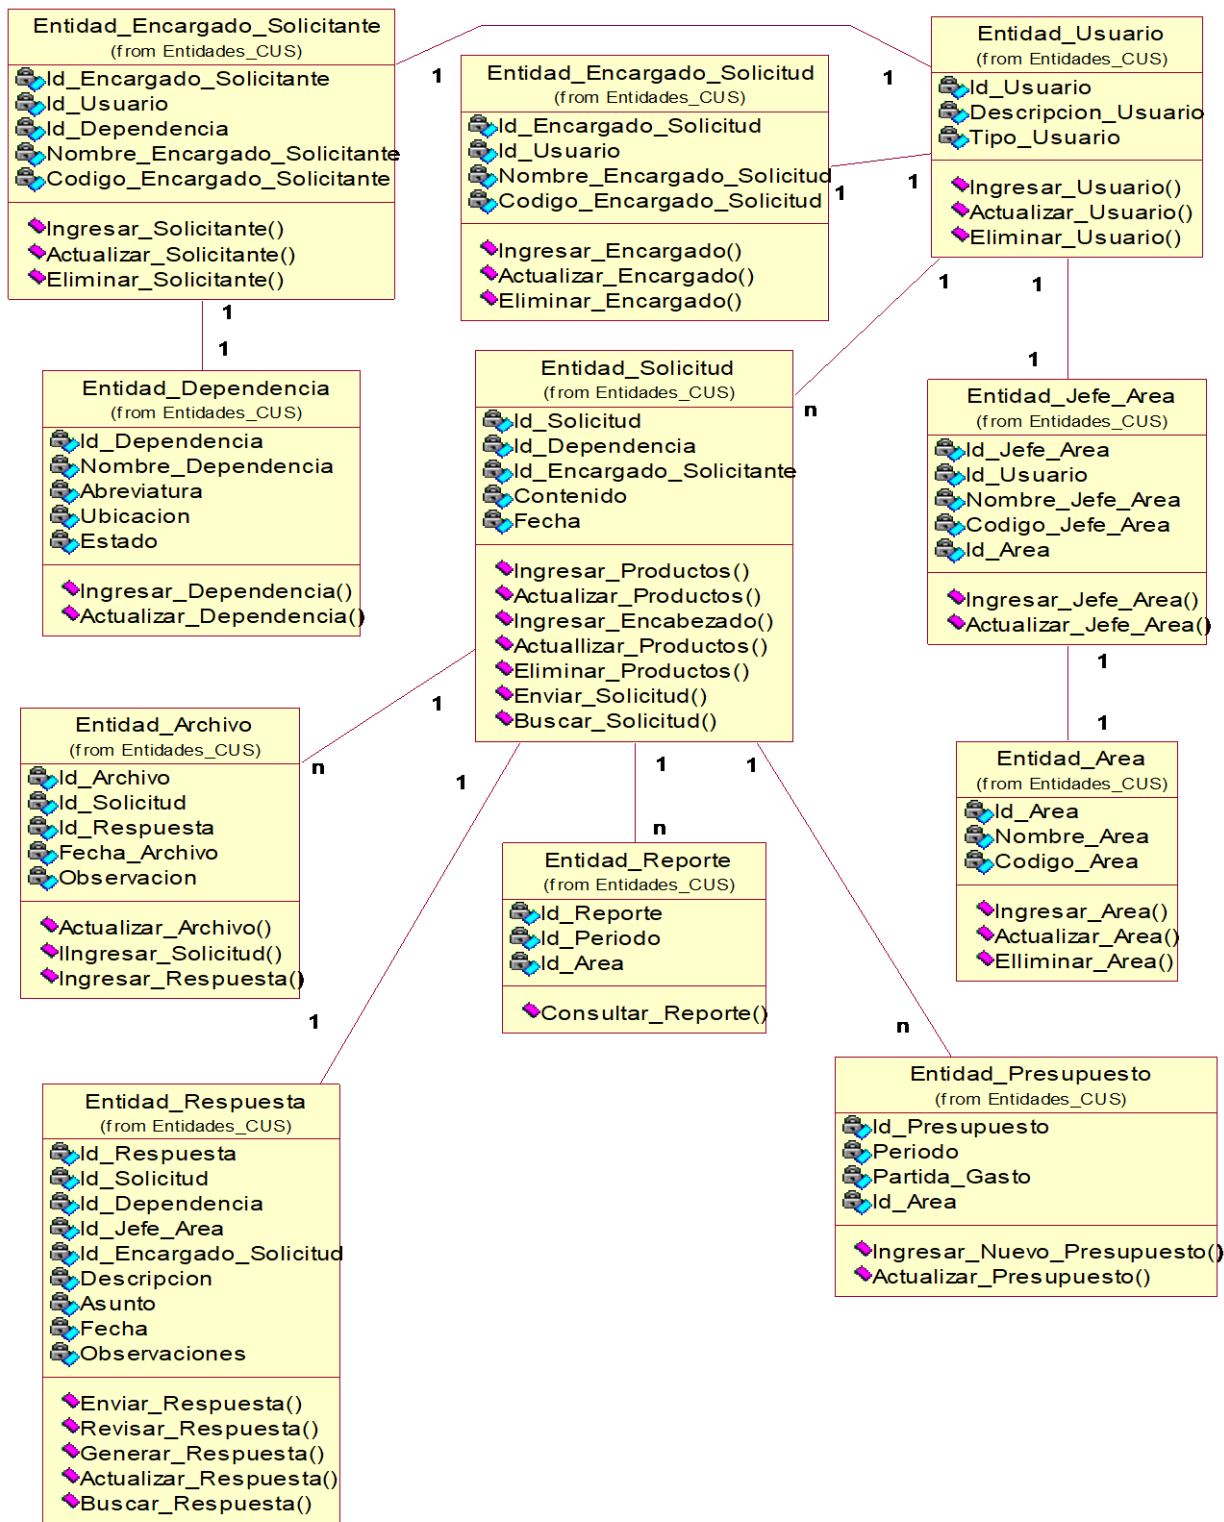 Entidad_Encargado_Solicitante
(from Entidades_CUS)
Id_Encargado_Solicitante
Id_Usuario
Id_Dependencia
Nombre_Encargado_Solicitante
Codigo_Encargado_Solicitante
Ingresar_Solicitante()
Actualizar_Solicitante()
Eliminar_Solicitante()
1
1
Entidad_Encargado_Solicitud
(from Entidades_CUS)
Id_Encargado_Solicitud
Id_Usuario
Nombre_Encargado_Solicitud
Codigo_Encargado_Solicitud
Ingresar_Encargado()
Actualizar_Encargado()
Eliminar_Encargado()
1
1
Entidad_Usuario
(from Entidades_CUS)
Id_Usuario
Descripcion_Usuario
Tipo_Usuario
Ingresar_Usuario()
Actualizar_Usuario()
Eliminar_Usuario()
1
1
1
1
Entidad_Dependencia
(from Entidades_CUS)
Id_Dependencia
Nombre_Dependencia
Abreviatura
Ubicacion
Estado
Ingresar_Dependencia()
Actualizar_Dependencia()
n
Entidad_Solicitud
(from Entidades_CUS)
Id_Solicitud
Id_Dependencia
Id_Encargado_Solicitante
Contenido
Fecha
Ingresar_Productos()
Actualizar_Productos()
Ingresar_Encabezado()
Actuallizar_Productos()
Eliminar_Productos()
Enviar_Solicitud()
Buscar_Solicitud()
1
Entidad_Jefe_Area
(from Entidades_CUS)
Id_Jefe_Area
Id_Usuario
Nombre_Jefe_Area
Codigo_Jefe_Area
Id_Area
Ingresar_Jefe_Area()
Actualizar_Jefe_Area()
1
1
1
n
Entidad_Archivo
(from Entidades_CUS)
Id_Archivo
Id_Solicitud
Id_Respuesta
Fecha_Archivo
Observacion
Actualizar_Archivo()
IIngresar_Solicitud()
Ingresar_Respuesta()
1
1
1
n
Entidad_Reporte
(from Entidades_CUS)
Id_Reporte
Id_Periodo
Id_Area
Consultar_Reporte()
Entidad_Area
(from Entidades_CUS)
Id_Area
Nombre_Area
Codigo_Area
Ingresar_Area()
Actualizar_Area()
Elliminar_Area()
1
n
Entidad_Respuesta
(from Entidades_CUS)
Id_Respuesta
Id_Solicitud
Id_Dependencia
Id_Jefe_Area
Id_Encargado_Solicitud
Descripcion
Asunto
Fecha
Observaciones
Enviar_Respuesta()
Revisar_Respuesta()
Generar_Respuesta()
Actualizar_Respuesta()
Buscar_Respuesta()
Entidad_Presupuesto
(from Entidades_CUS)
Id_Presupuesto
Periodo
Partida_Gasto
Id_Area
Ingresar_Nuevo_Presupuesto()
Actualizar_Presupuesto()